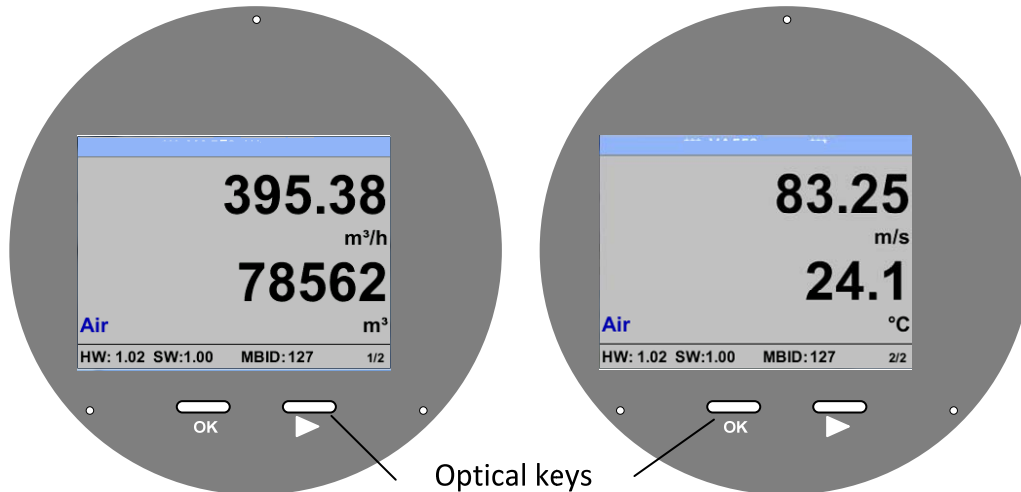 395.38
m³/h
78562
Air m³
HW: 1.02 SW:1.00 MBID:127 1/2
OK
83.25
m/s
24.1
Air °C
HW: 1.02 SW:1.00 MBID:127 2/2
OK
Optical keys